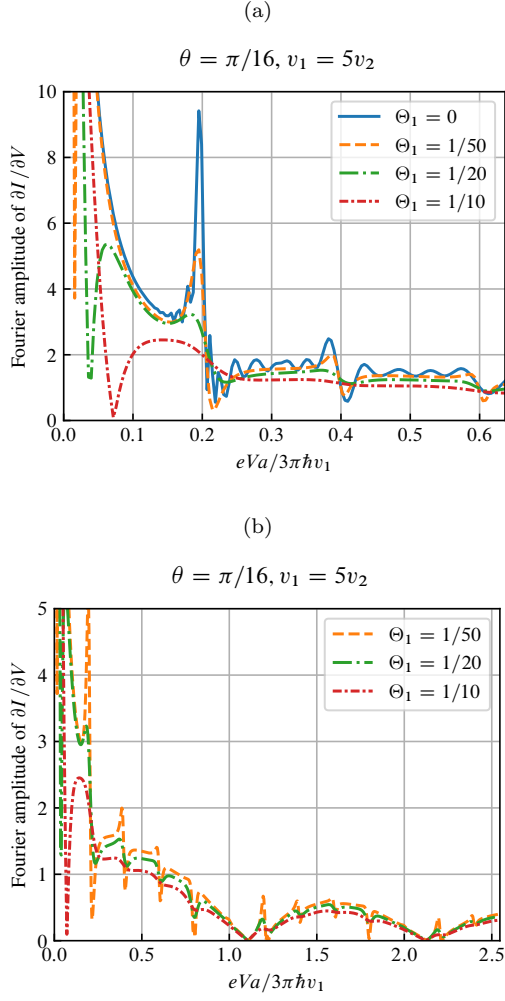 (a)
θ = π/16, v₁ = 5v₂
Fourier amplitude of ∂I/∂V
10
8
6
4
2
0
Θ₁ = 0
Θ₁ = 1/50
Θ₁ = 1/20
Θ₁ = 1/10
0.0 0.1 0.2 0.3 0.4 0.5 0.6
eVa/3πħv₁
(b)
θ = π/16, v₁ = 5v₂
Fourier amplitude of ∂I/∂V
5
4
3
2
1
0
Θ₁ = 1/50
Θ₁ = 1/20
Θ₁ = 1/10
0.0 0.5 1.0 1.5 2.0 2.5
eVa/3πħv₁